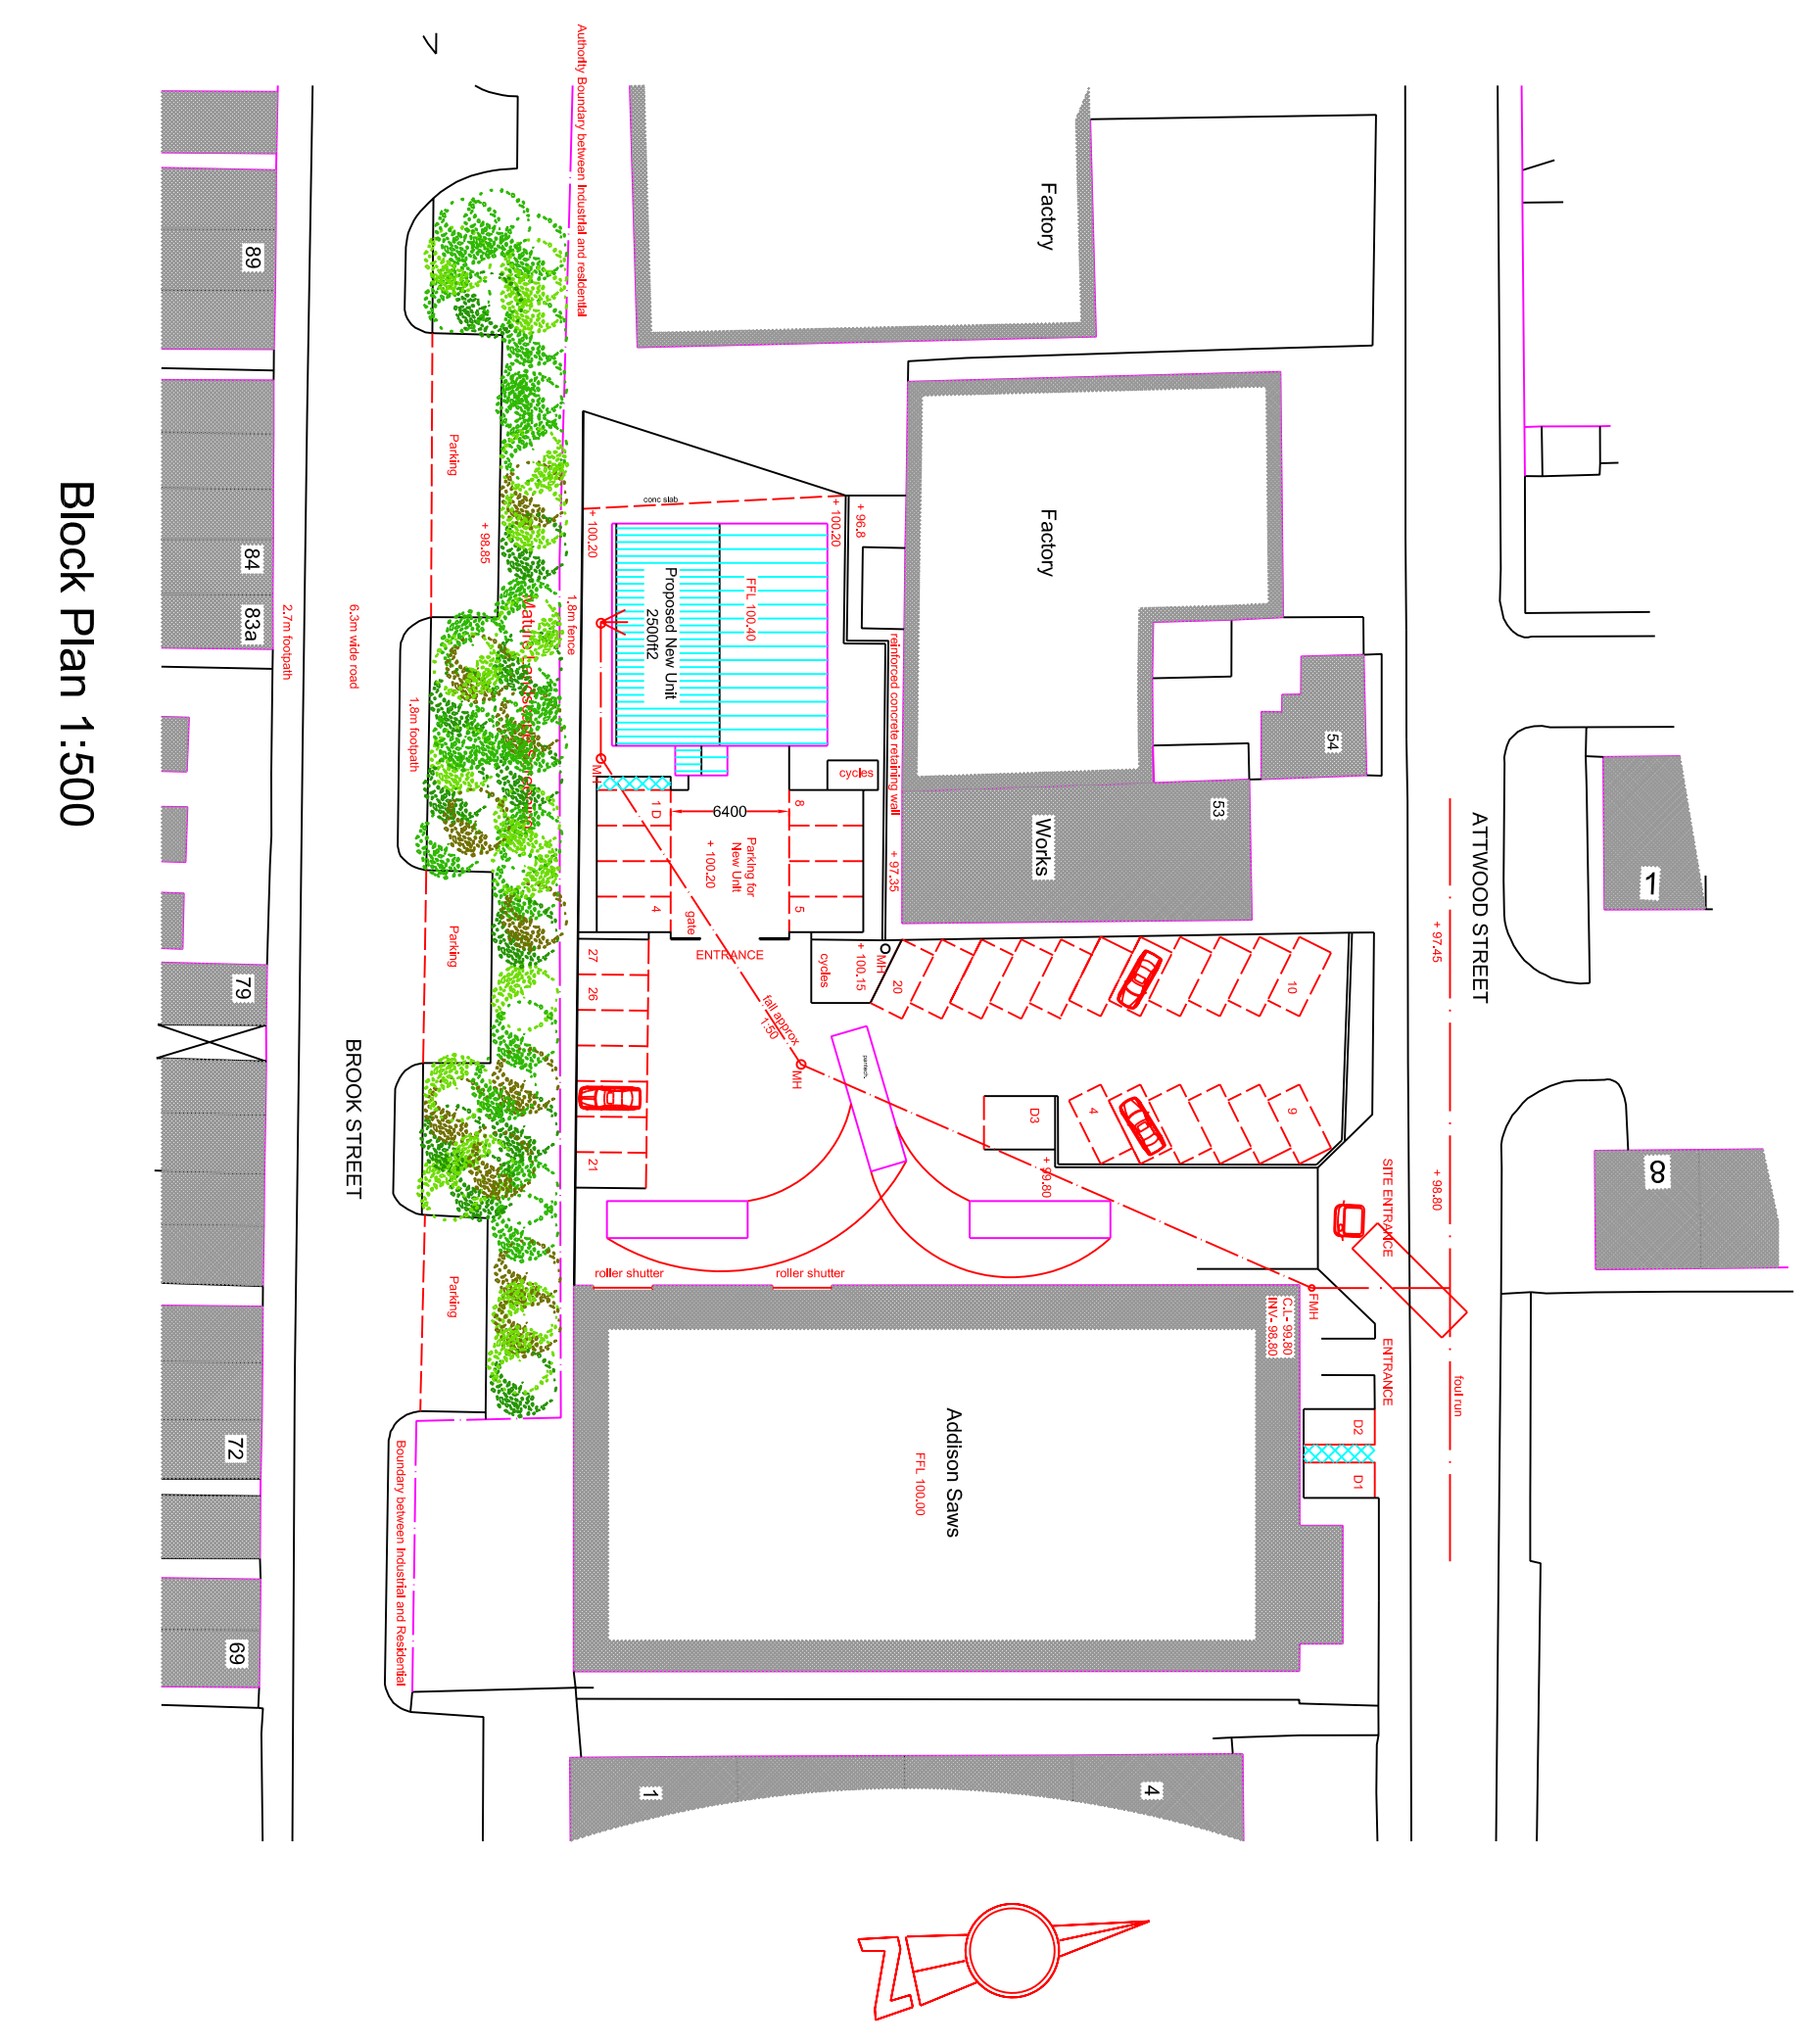 ATTWOOD STREET
1
8
+ 97.45
+ 98.80
SITE ENTRANCE
ENTRANCE
foul run
54
53
Factory
Factory
Works
D2
D1
C.L - 99.80
INV- 98.80
FMH
10
20
9
4
D3
+ 99.80
MH
+ 100.15
cycles
cycles
reinforced concrete retaining wall
+ 97.35
+ 96.8
+ 100.20
conc slab
+ 100.20
FFL 100.40
Proposed New Unit
2500ft2
8
5
6400
Parking for
New Unit
+ 100.20
1 D
4
gate
ENTRANCE
MH
fall approx
1:50
MH
27
26
21
roller shutter
roller shutter
Addison Saws
FFL 100.00
1
4
Authority Boundary between Industrial and residential
1.8m fence
Parking
+ 98.85
1.8m footpath
Parking
Parking
Boundary between Industrial and Residential
6.3m wide road
BROOK STREET
2.7m footpath
89
84
83a
79
72
69
Block Plan 1:500
N